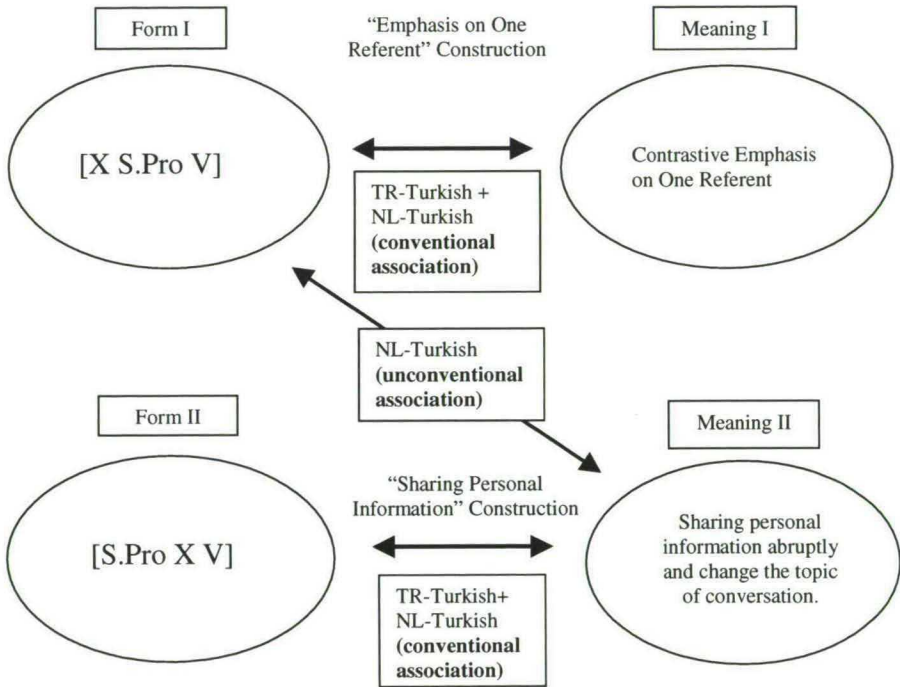 Form I
"Emphasis on One
Referent" Construction
Meaning I
[X S.Pro V]
Contrastive Emphasis
on One Referent
TR-Turkish +
NL-Turkish
(conventional
association)
NL-Turkish
(unconventional
association)
Form II
Meaning II
"Sharing Personal
Information" Construction
[S.Pro X V]
Sharing personal
information abruptly
and change the topic
of conversation.
TR-Turkish+
NL-Turkish
(conventional
association)